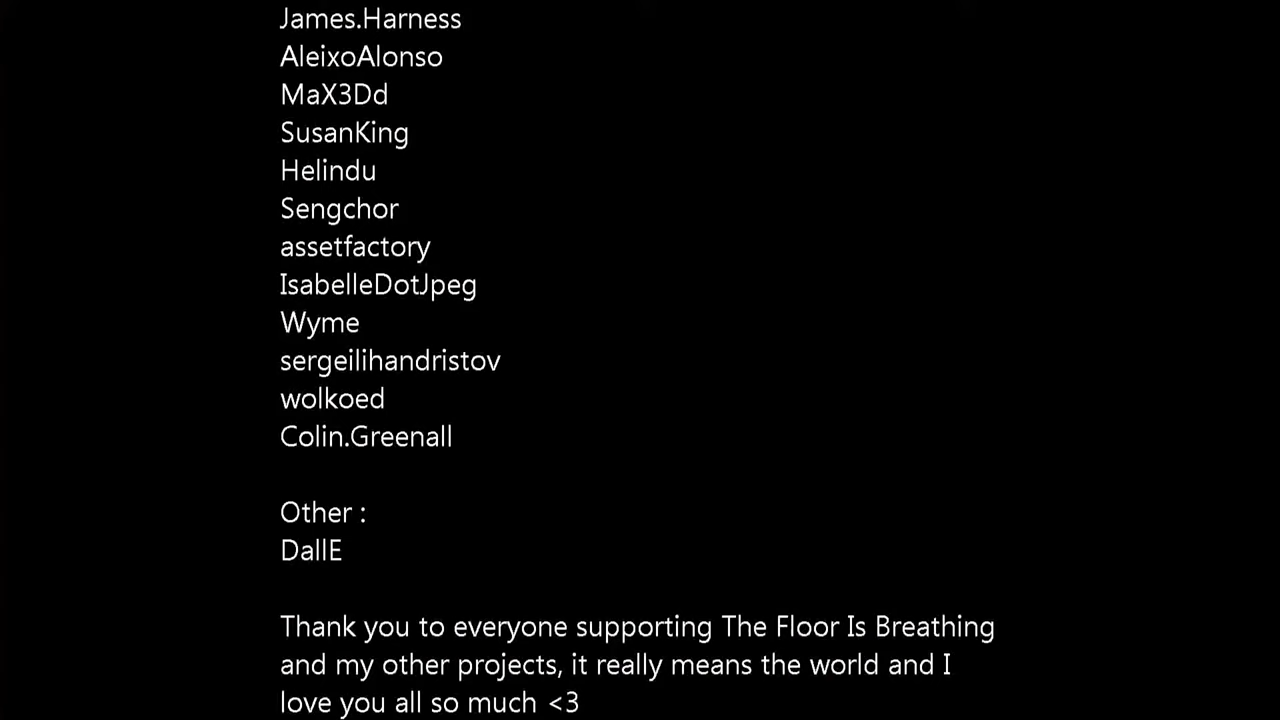 James.Harness
AleixoAlonso
MaX3Dd
SusanKing
Helindu
Sengchor
assetfactory
IsabelleDotJpeg
Wyme
sergeilihandristov
wolkoed
Colin.Greenall
Other :
DallE
Thank you to everyone supporting The Floor Is Breathing
and my other projects, it really means the world and I
love you all so much <3